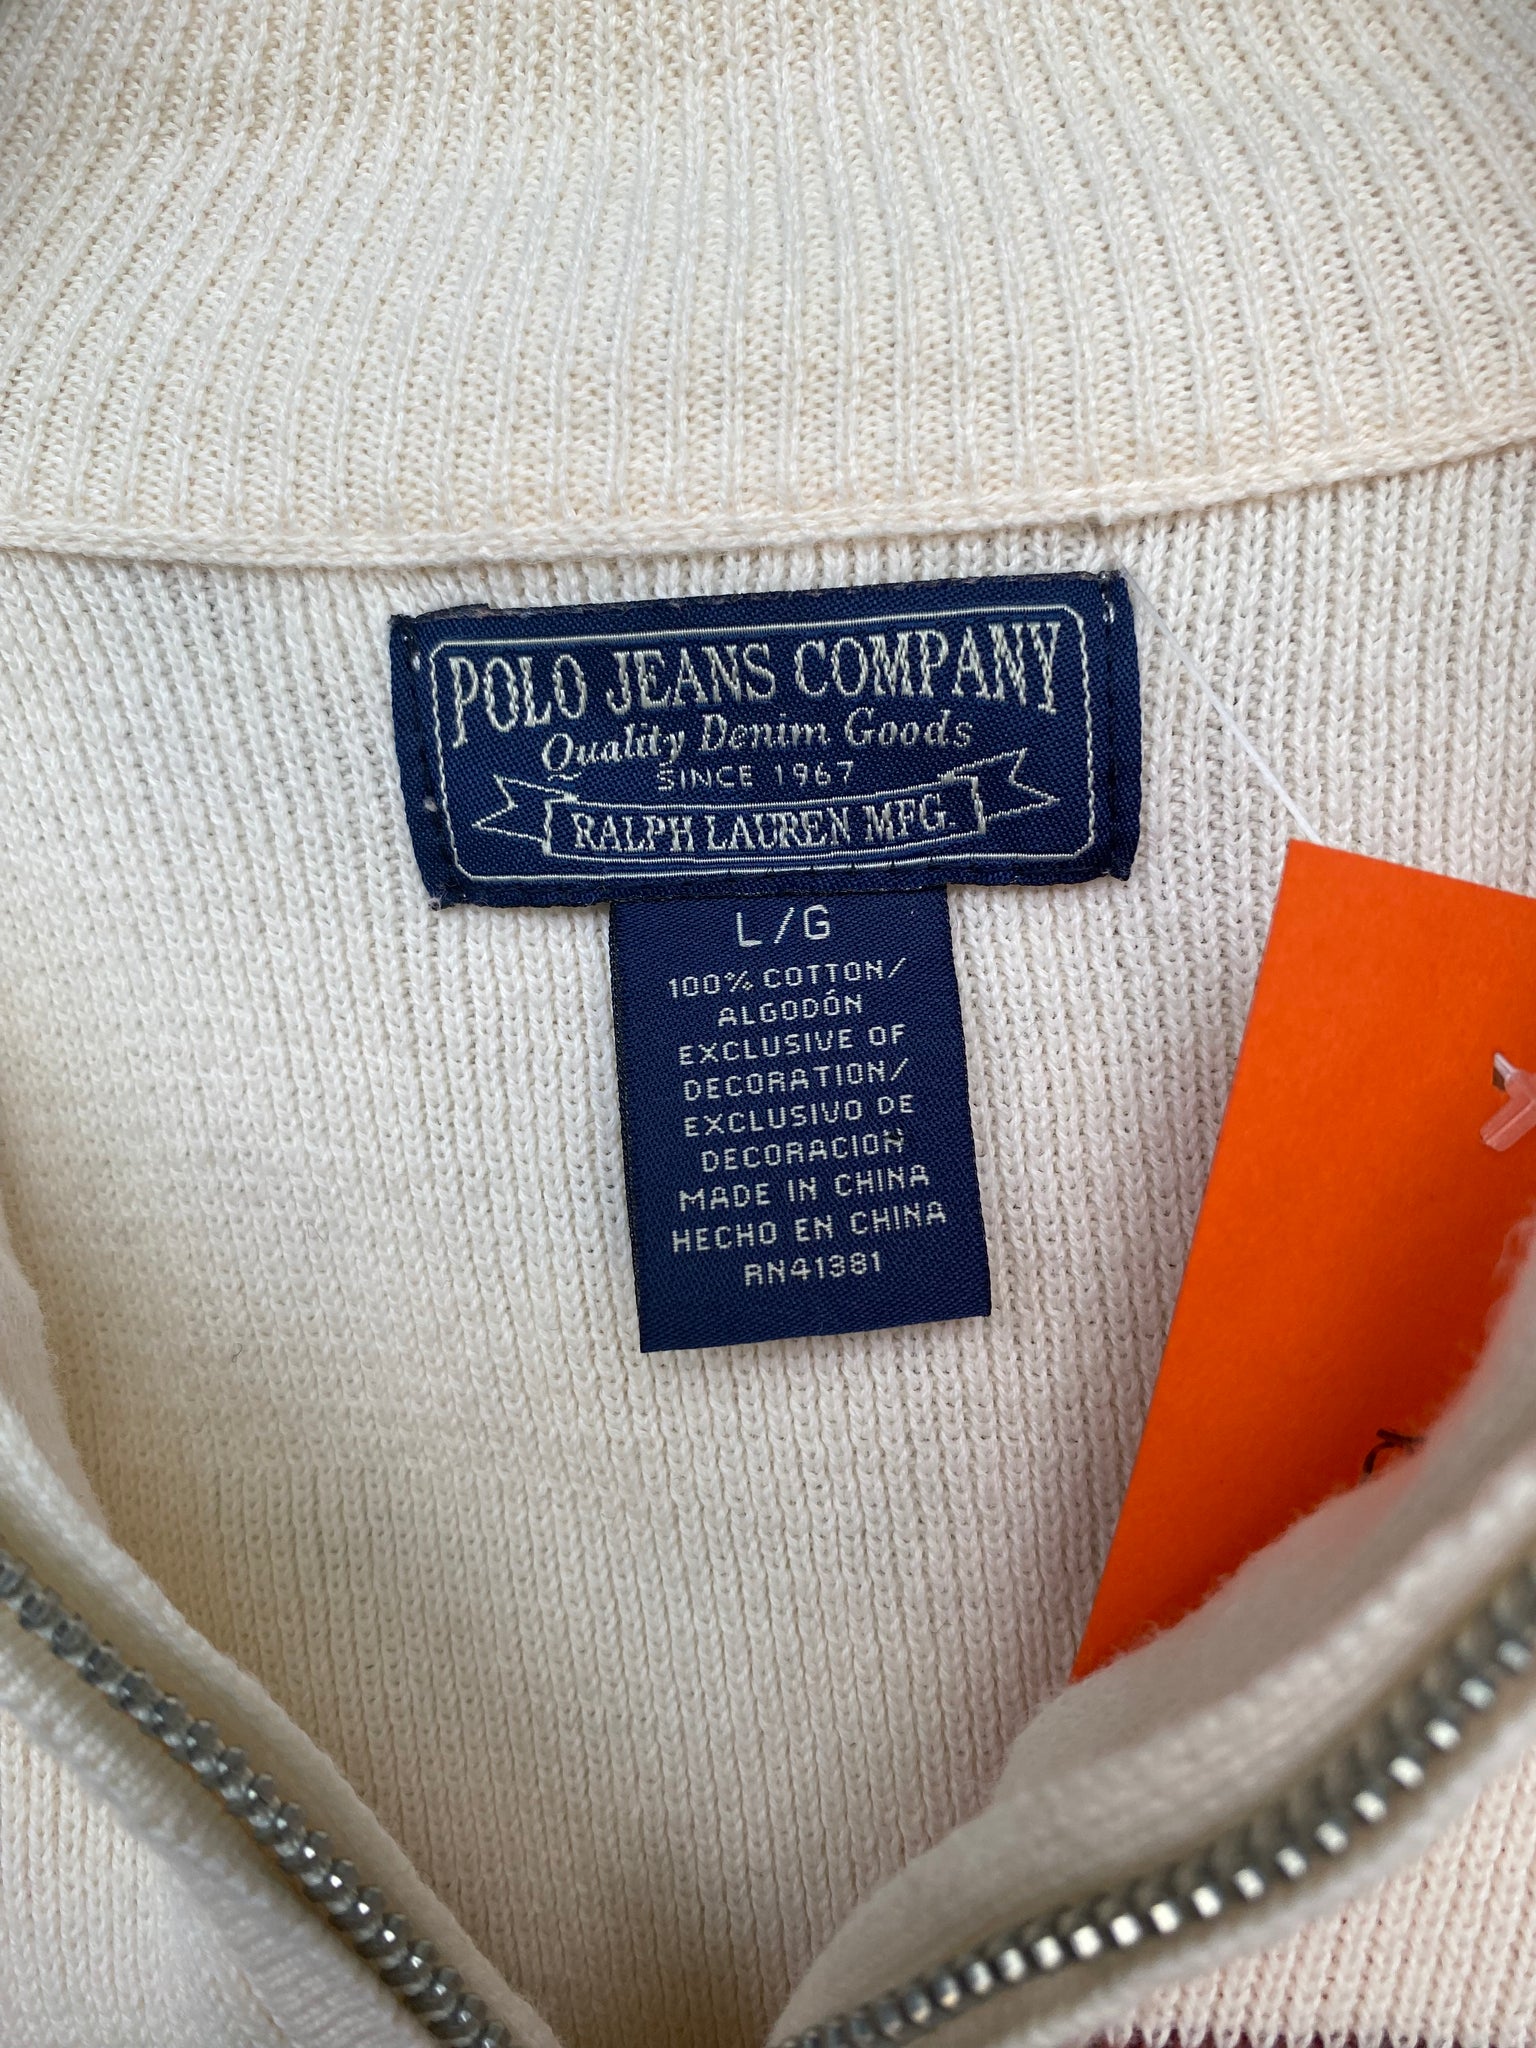 POLO JEANS COMPANY
Quality Denim Goods
SINCE 1967
RALPH LAUREN MFG.
L/G
100% COTTON/
ALGODÓN
EXCLUSIVE OF
DECORATION/
EXCLUSIVO DE
DECORACION
MADE IN CHINA
HECHO EN CHINA
RN41381